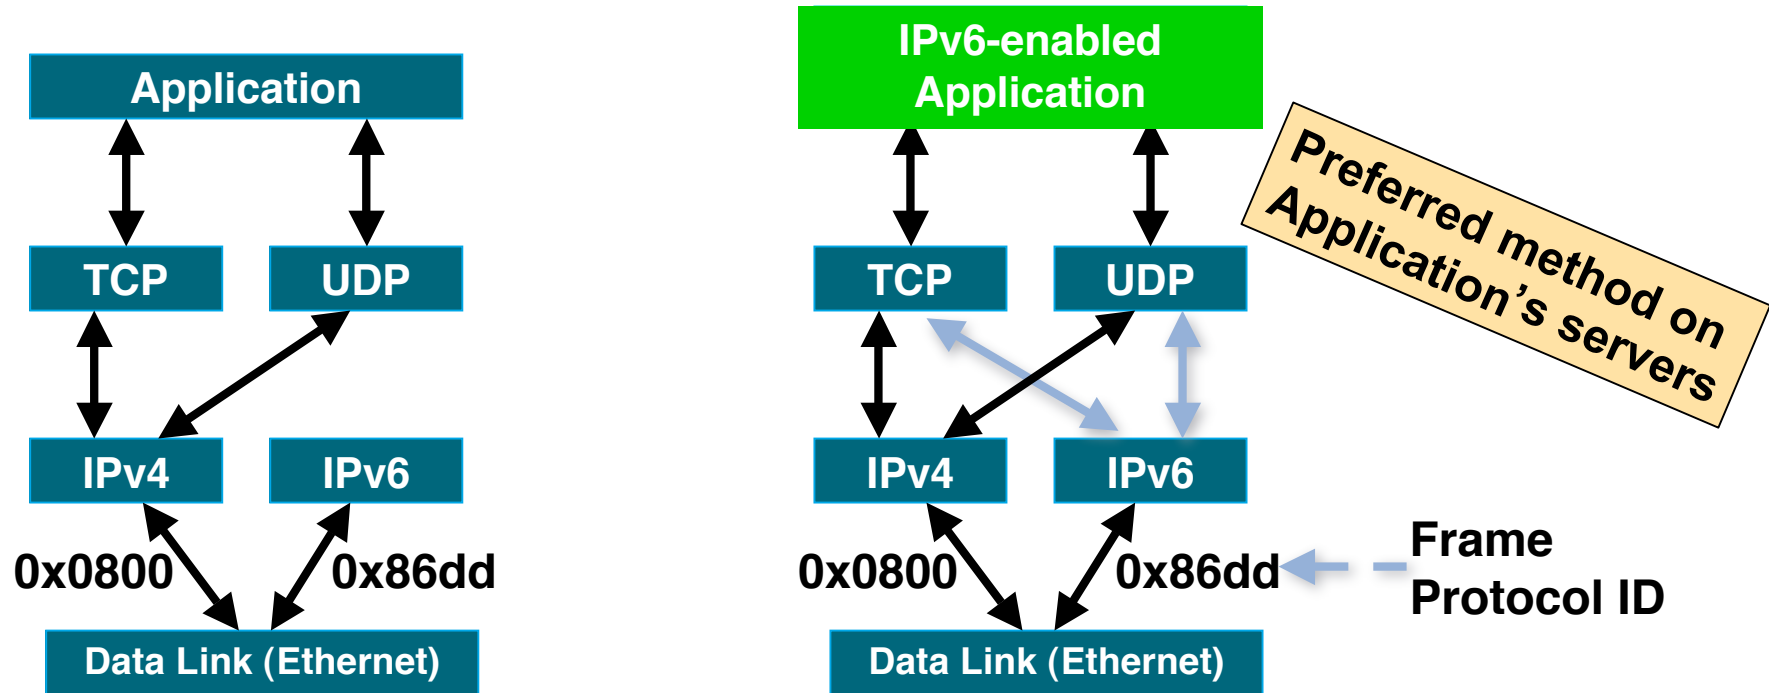 Application
TCP
UDP
IPv4
IPv6
0x0800
0x86dd
Data Link (Ethernet)
IPv6-enabled
Application
TCP
UDP
IPv4
IPv6
0x0800
0x86dd
Data Link (Ethernet)
Preferred method on
Application’s servers
Frame
Protocol ID